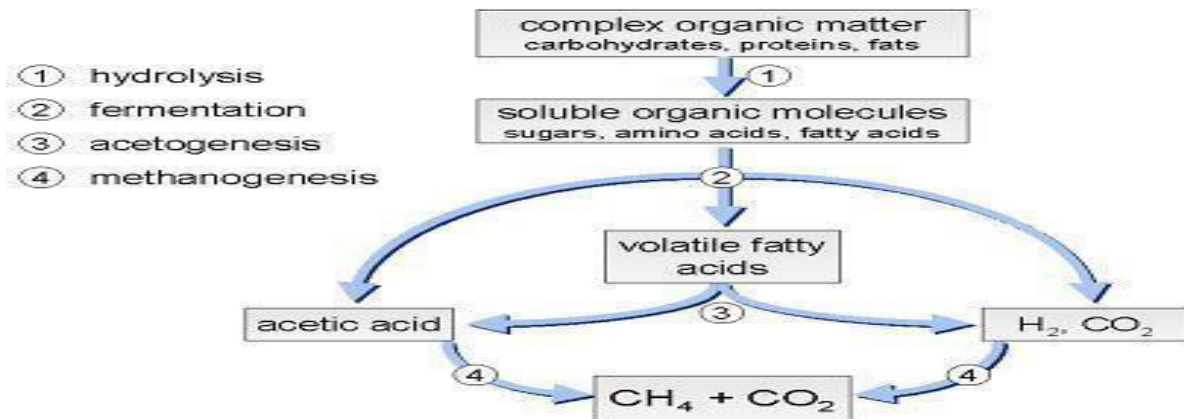 complex organic matter
carbohydrates, proteins, fats
① hydrolysis
② fermentation
③ acetogenesis
④ methanogenesis
①
soluble organic molecules
sugars, amino acids, fatty acids
②
volatile fatty
acids
acetic acid
③
H₂, CO₂
④
④
CH₄ + CO₂